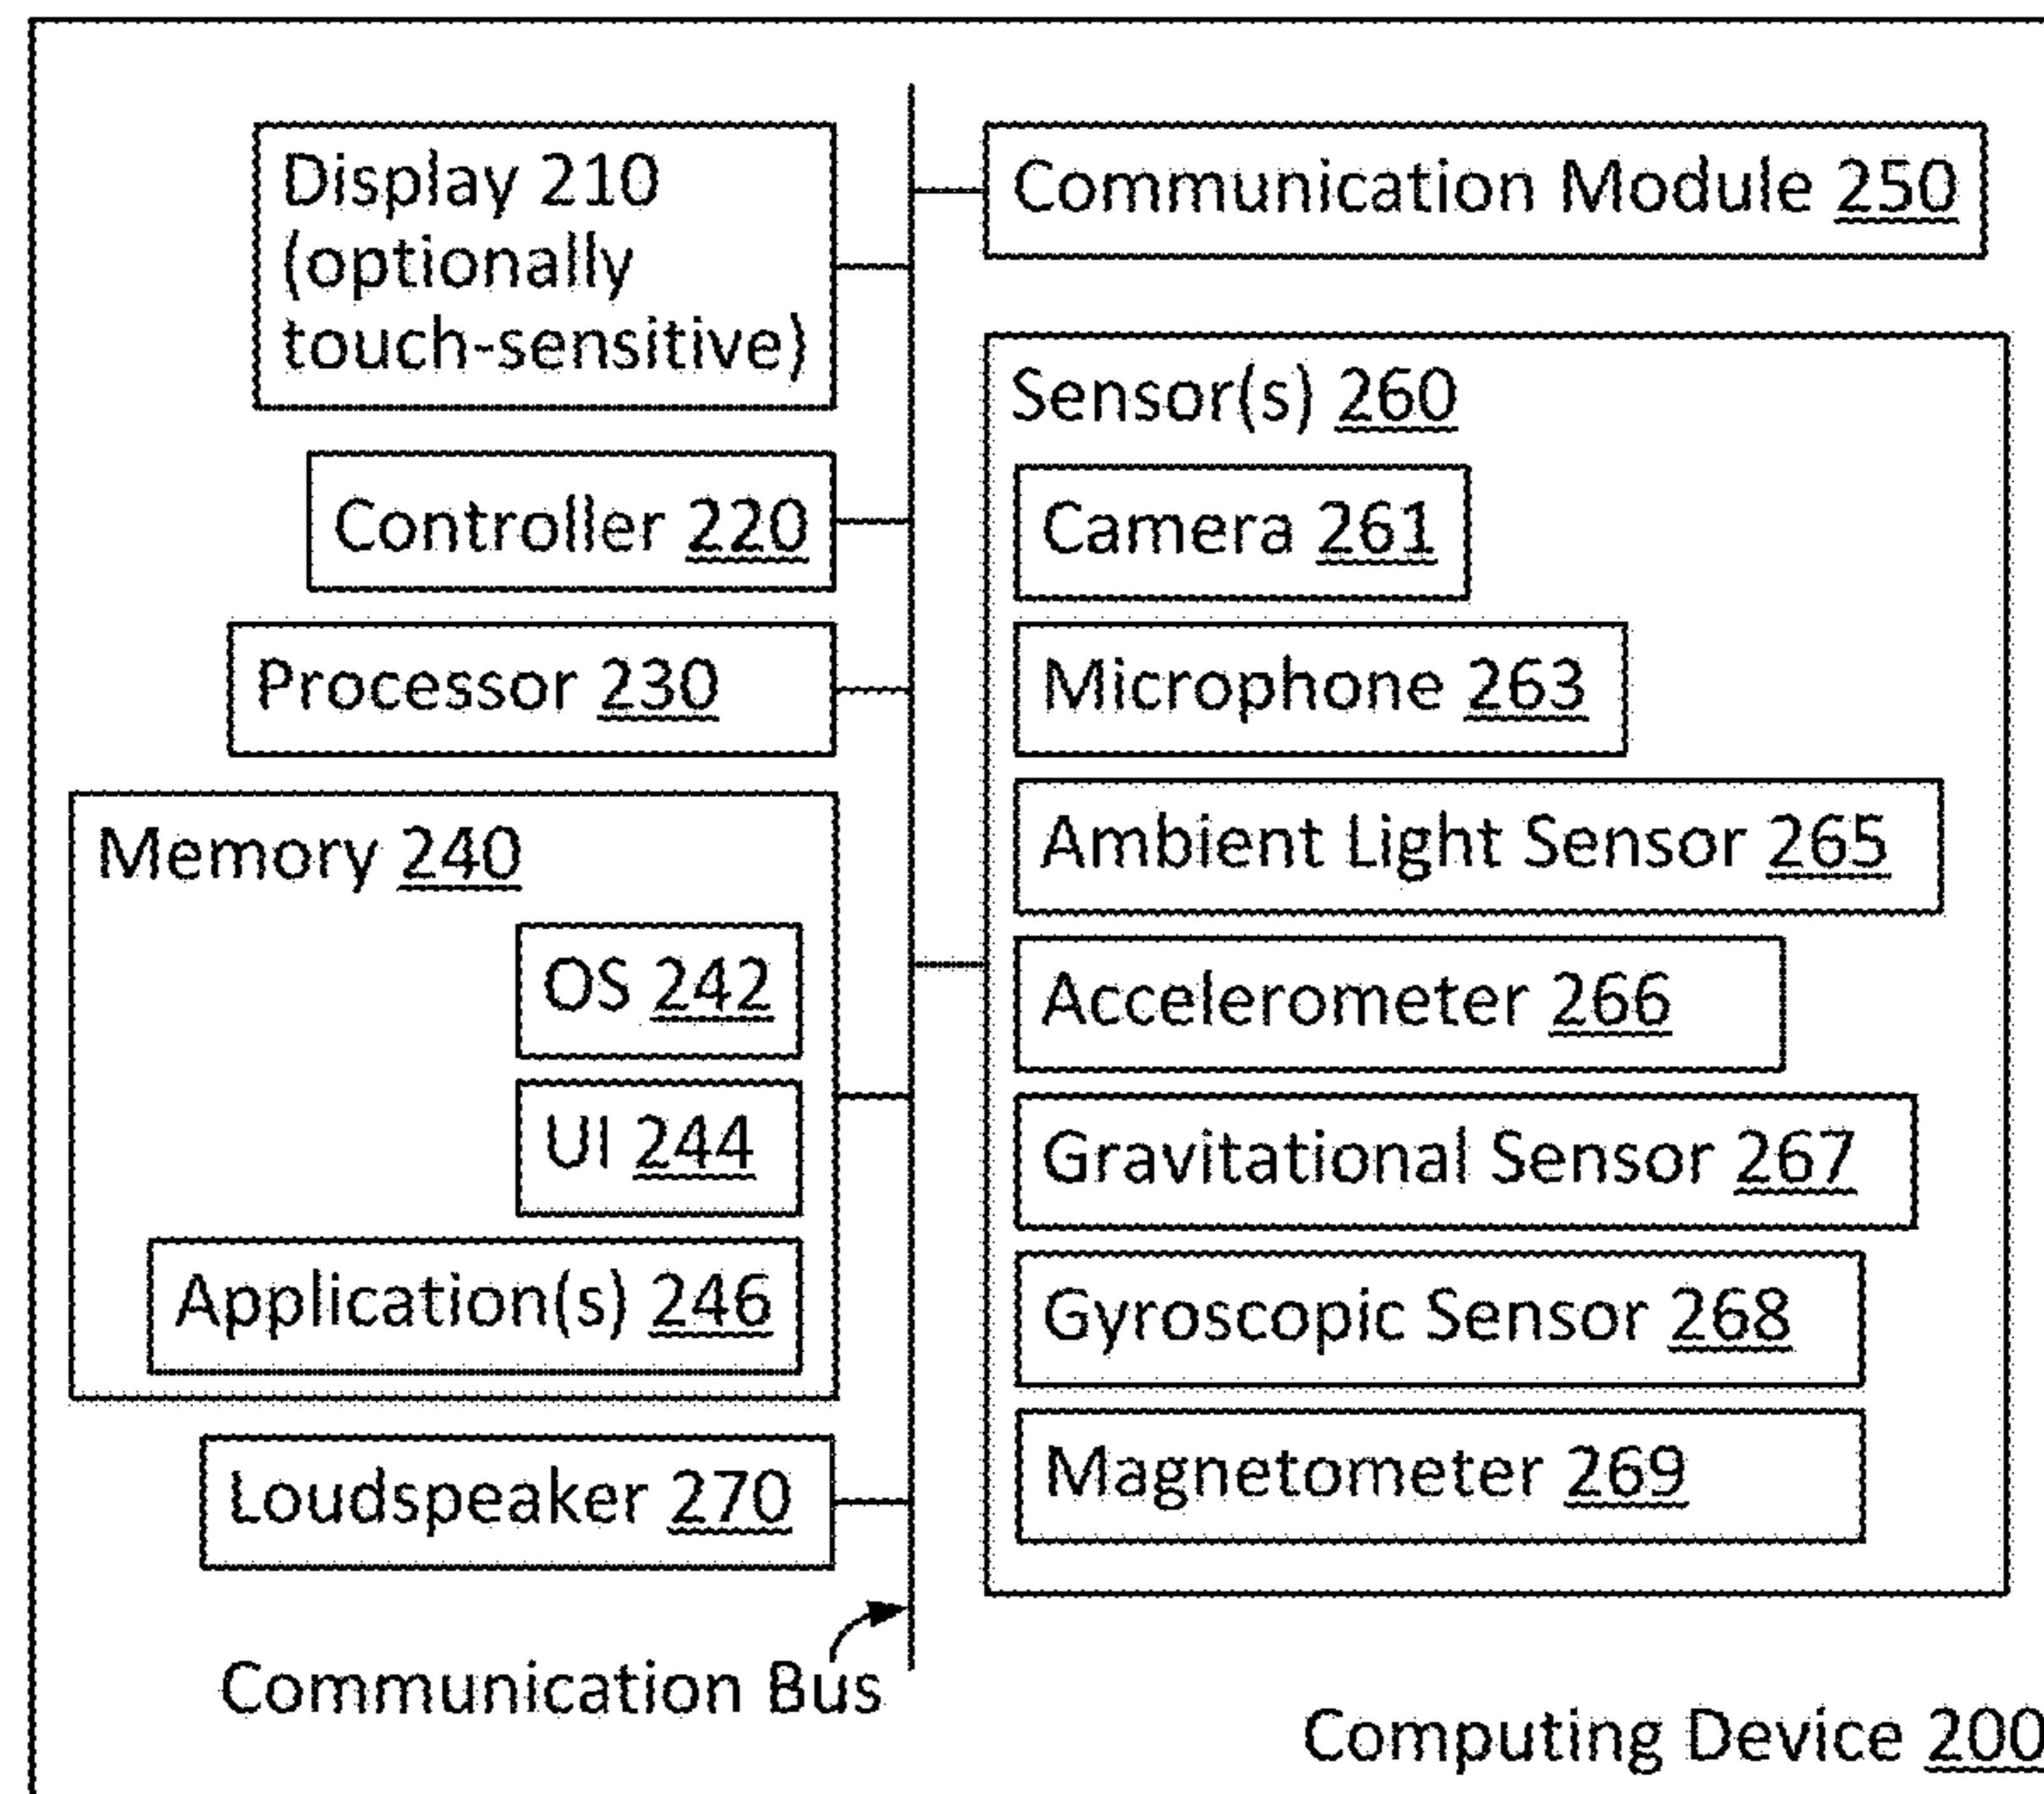 Display 210
(optionally
touch-sensitive)
Controller 220
Processor 230
Memory 240
OS 242
UI 244
Application(s) 246
Loudspeaker 270
Communication Bus
Communication Module 250
Sensor(s) 260
Camera 261
Microphone 263
Ambient Light Sensor 265
Accelerometer 266
Gravitational Sensor 267
Gyroscopic Sensor 268
Magnetometer 269
Computing Device 200